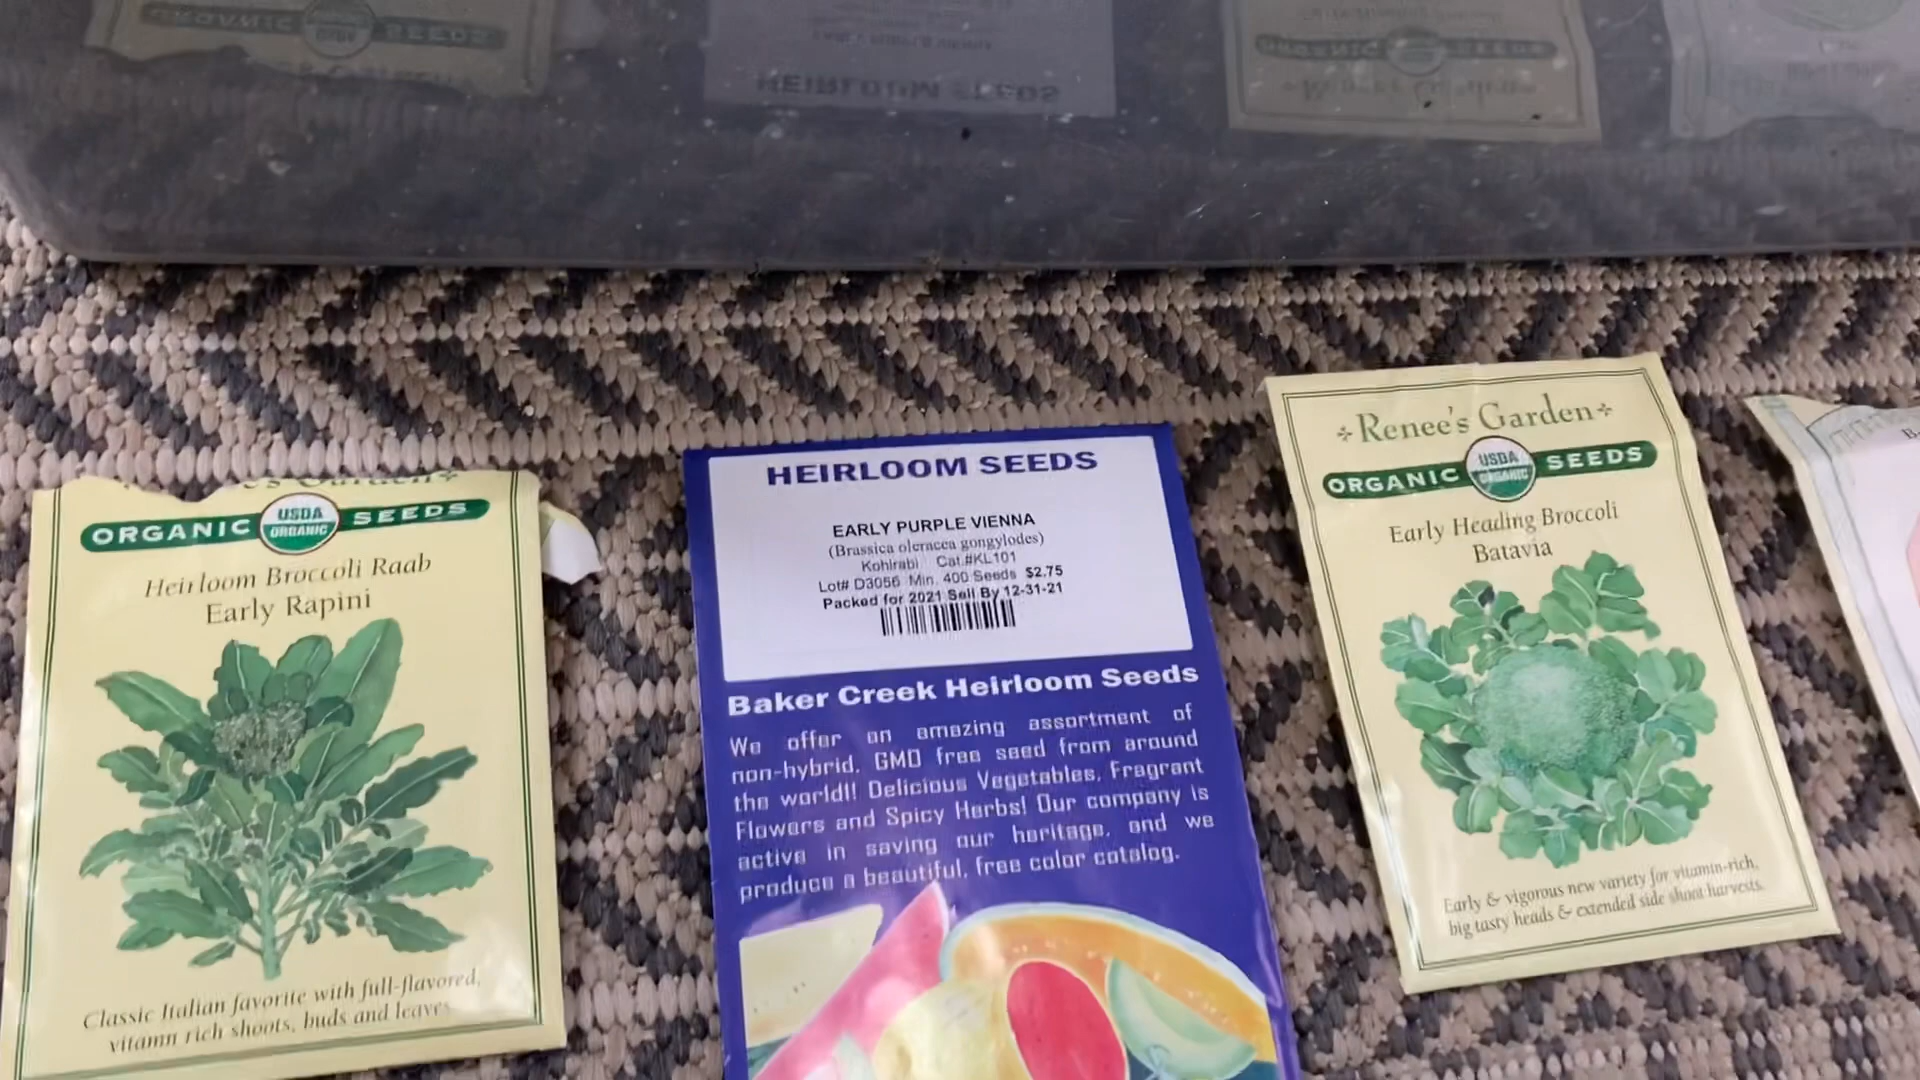 Renee's Garden
ORGANIC USDA ORGANIC SEEDS
Heirloom Broccoli Raab
Early Rapini
Classic Italian favorite with full-flavored,
vitamn rich shoots, buds and leaves
HEIRLOOM SEEDS
EARLY PURPLE VIENNA
(Brassica oleracea gongylodes)
Kohlrabi Cat.#KL101
Lot# D3056 Min. 400 Seeds $2.75
Packed for 2021 Sell By 12-31-21
Baker Creek Heirloom Seeds
We offer an amazing assortment of
non-hybrid, GMO free seed from around
the world!! Delicious Vegetables, Fragrant
Flowers and Spicy Herbs! Our company is
active in saving our heritage, and we
produce a beautiful, free color catalog.
Renee's Garden
ORGANIC USDA ORGANIC SEEDS
Early Heading Broccoli
Batavia
Early & vigorous new variety for vitamin-rich,
big tasty heads & extended side shoot harvests.